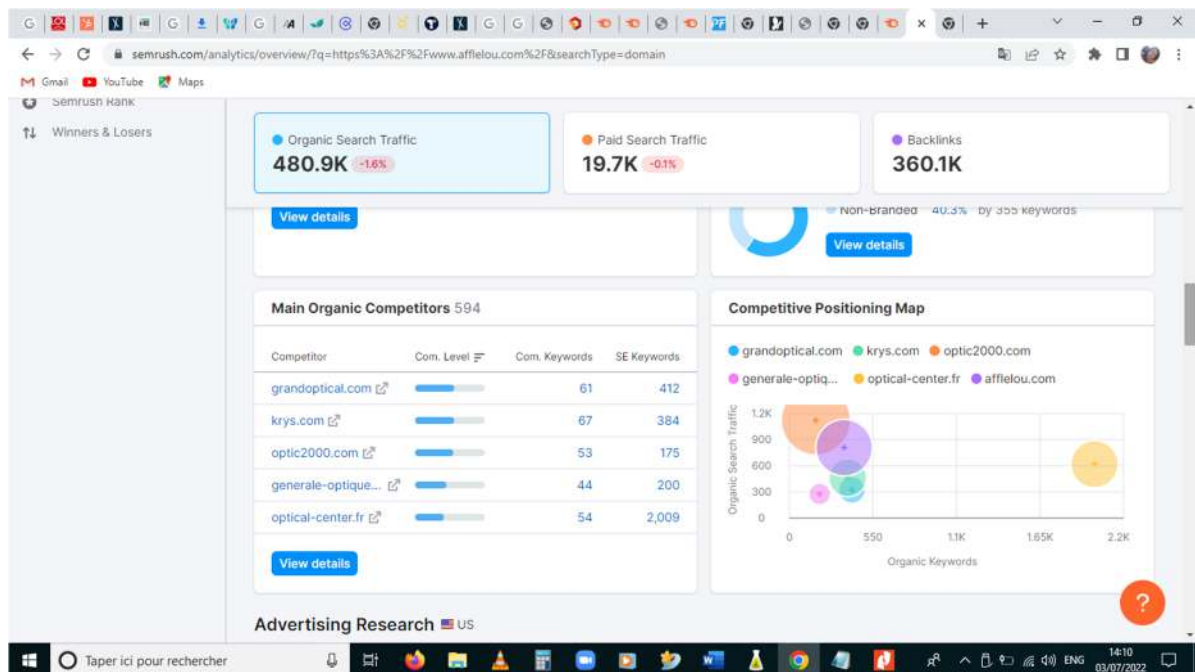 semrush.com/analytics/overview/?q=https%3A%2F%2Fwww.afflelou.com%2F&searchType=domain
Gmail YouTube Maps
Semrush Rank
Winners & Losers
Organic Search Traffic
480.9K -1.6%
Paid Search Traffic
19.7K -0.1%
Backlinks
360.1K
View details
Non-Branded 40.3% by 355 keywords
View details
Main Organic Competitors 594
Competitor Com. Level Com. Keywords SE Keywords
grandoptical.com 61 412
krys.com 67 384
optic2000.com 53 175
generale-optique... 44 200
optical-center.fr 54 2,009
View details
Competitive Positioning Map
grandoptical.com krys.com optic2000.com
generale-optiq... optical-center.fr afflelou.com
Organic Search Traffic
1.2K
900
600
300
0
0 550 1.1K 1.65K 2.2K
Organic Keywords
?
Advertising Research US
Taper ici pour rechercher
ENG
14:10
03/07/2022